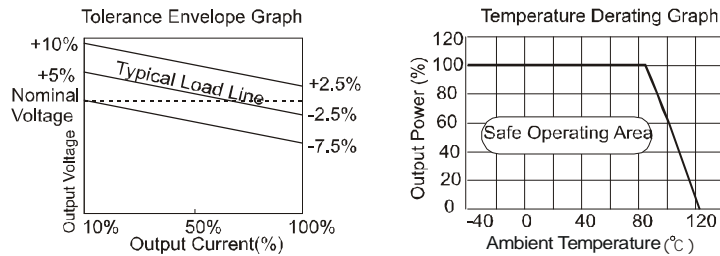 Tolerance Envelope Graph
+10%
+5%
Nominal
Voltage
Output Voltage
Typical Load Line
+2.5%
-2.5%
-7.5%
10%
50%
100%
Output Current(%)
Temperature Derating Graph
Output Power (%)
120
100
80
60
40
20
0
Safe Operating Area
-40
0
40
80
120
Ambient Temperature(℃)